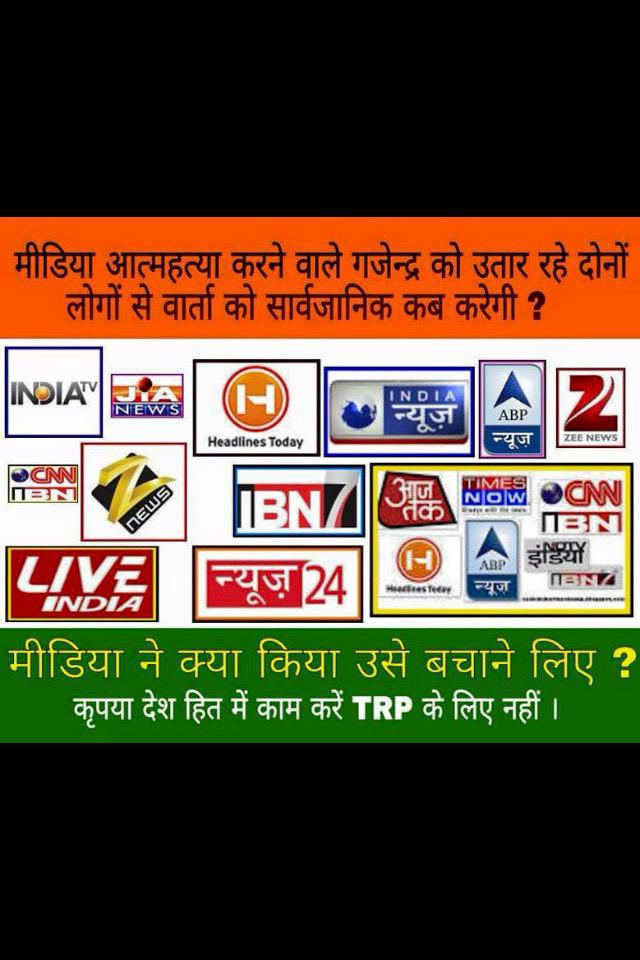 मीडिया आत्महत्या करने वाले गजेन्द्र को उतार रहे दोनों
लोगों से वार्ता को सार्वजानिक कब करेगी ?
INDIATV
JIA
NEWS
H
Headlines Today
INDIA
न्यूज़
ABP
न्यूज़
Z
ZEE NEWS
CNN
IBN
Z
NEWS
IBN7
आज
तक
TIMES
NOW
CNN
IBN
H
Headlines Today
ABP
न्यूज़
NDTV
इंडिया
IBN7
LIVE
INDIA
न्यूज़ 24
मीडिया ने क्या किया उसे बचाने लिए ?
कृपया देश हित में काम करें TRP के लिए नहीं ।